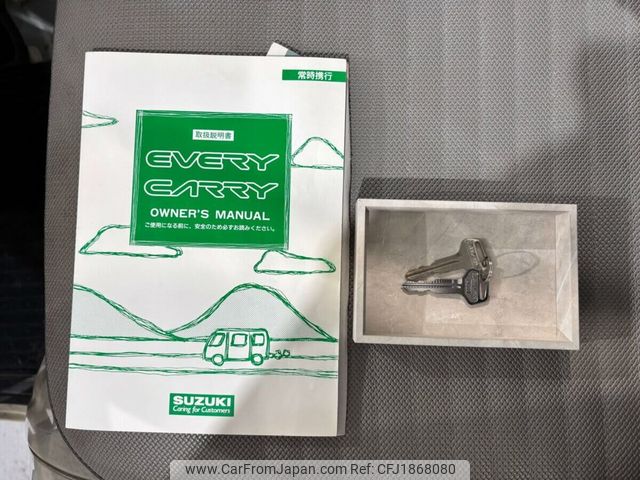 常時携行
取扱説明書
EVERY
CARRY
OWNER'S MANUAL
ご使用になる前に、安全のため必ずお読みください。
SUZUKI
Caring for Customers
© CarFromJapan.com - CFJ1868080